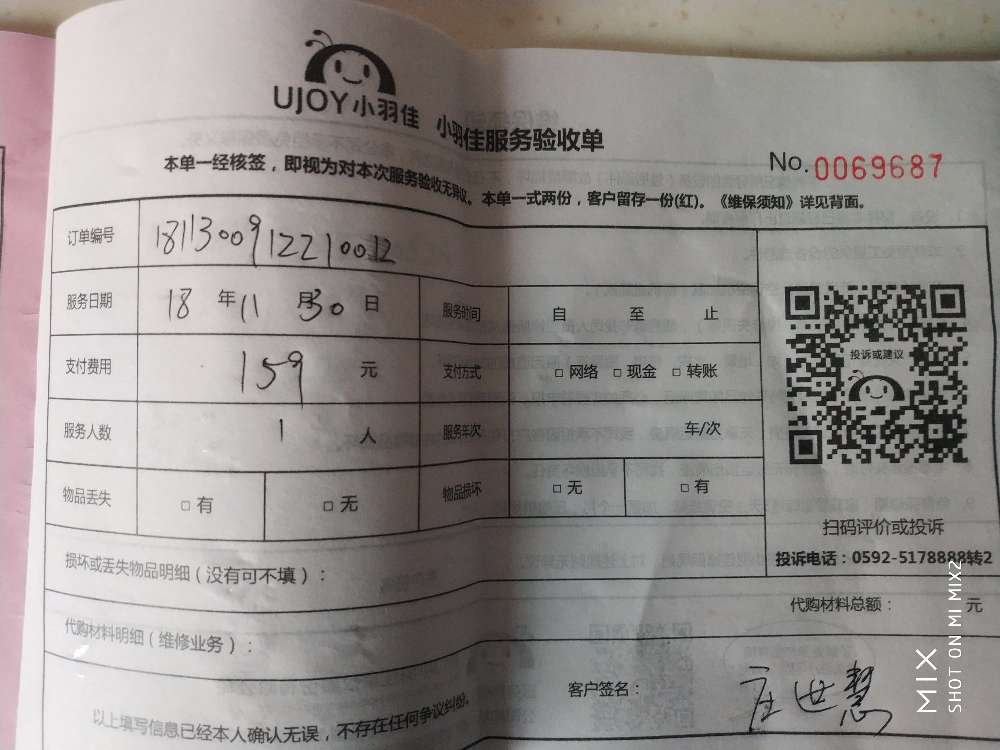 UJOY小羽佳 小羽佳服务验收单
本单一经核签，即视为对本次服务验收无异议。本单一式两份，客户留存一份(红)。《维保须知》详见背面。
No. 0069687
订单编号 1811300912210012
服务日期 18 年 11 月 30 日 服务时间 自 至 止
支付费用 159 元 支付方式 □ 网络 □ 现金 □ 转账
服务人数 1 人 服务车次 车/次
物品丢失 □ 有 □ 无 物品损坏 □ 无 □ 有
投诉或建议
扫码评价或投诉
投诉电话：0592-5178888转2
损坏或丢失物品明细（没有可不填）：
代购材料总额： 元
代购材料明细（维修业务）：
客户签名： 庄世慧
以上填写信息已经本人确认无误，不存在任何争议纠纷。
MIX
SHOT ON MI MIX2